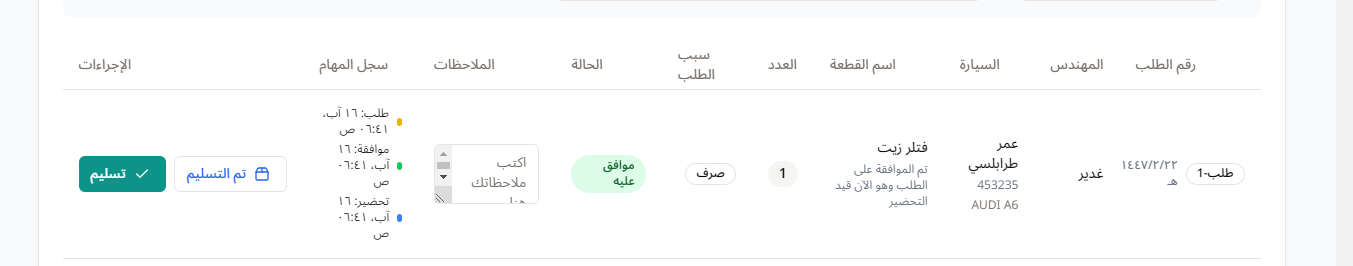 رقم الطلب
المهندس
السيارة
اسم القطعة
العدد
سبب
الطلب
الحالة
الملاحظات
سجل المهام
الإجراءات
طلب-1
١٤٤٧/٢/٢٢
هـ
غدير
عمر
طرابلسي
453235
AUDI A6
فتلر زيت
تم الموافقة على
الطلب وهو الآن قيد
التحضير
1
صرف
موافق
عليه
اكتب
ملاحظاتك
هنا
طلب: ١٦ آب،
٠٦:٤١ ص
موافقة: ١٦
آب، ٠٦:٤١
ص
تحضير: ١٦
آب، ٠٦:٤١
ص
تم التسليم
تسليم